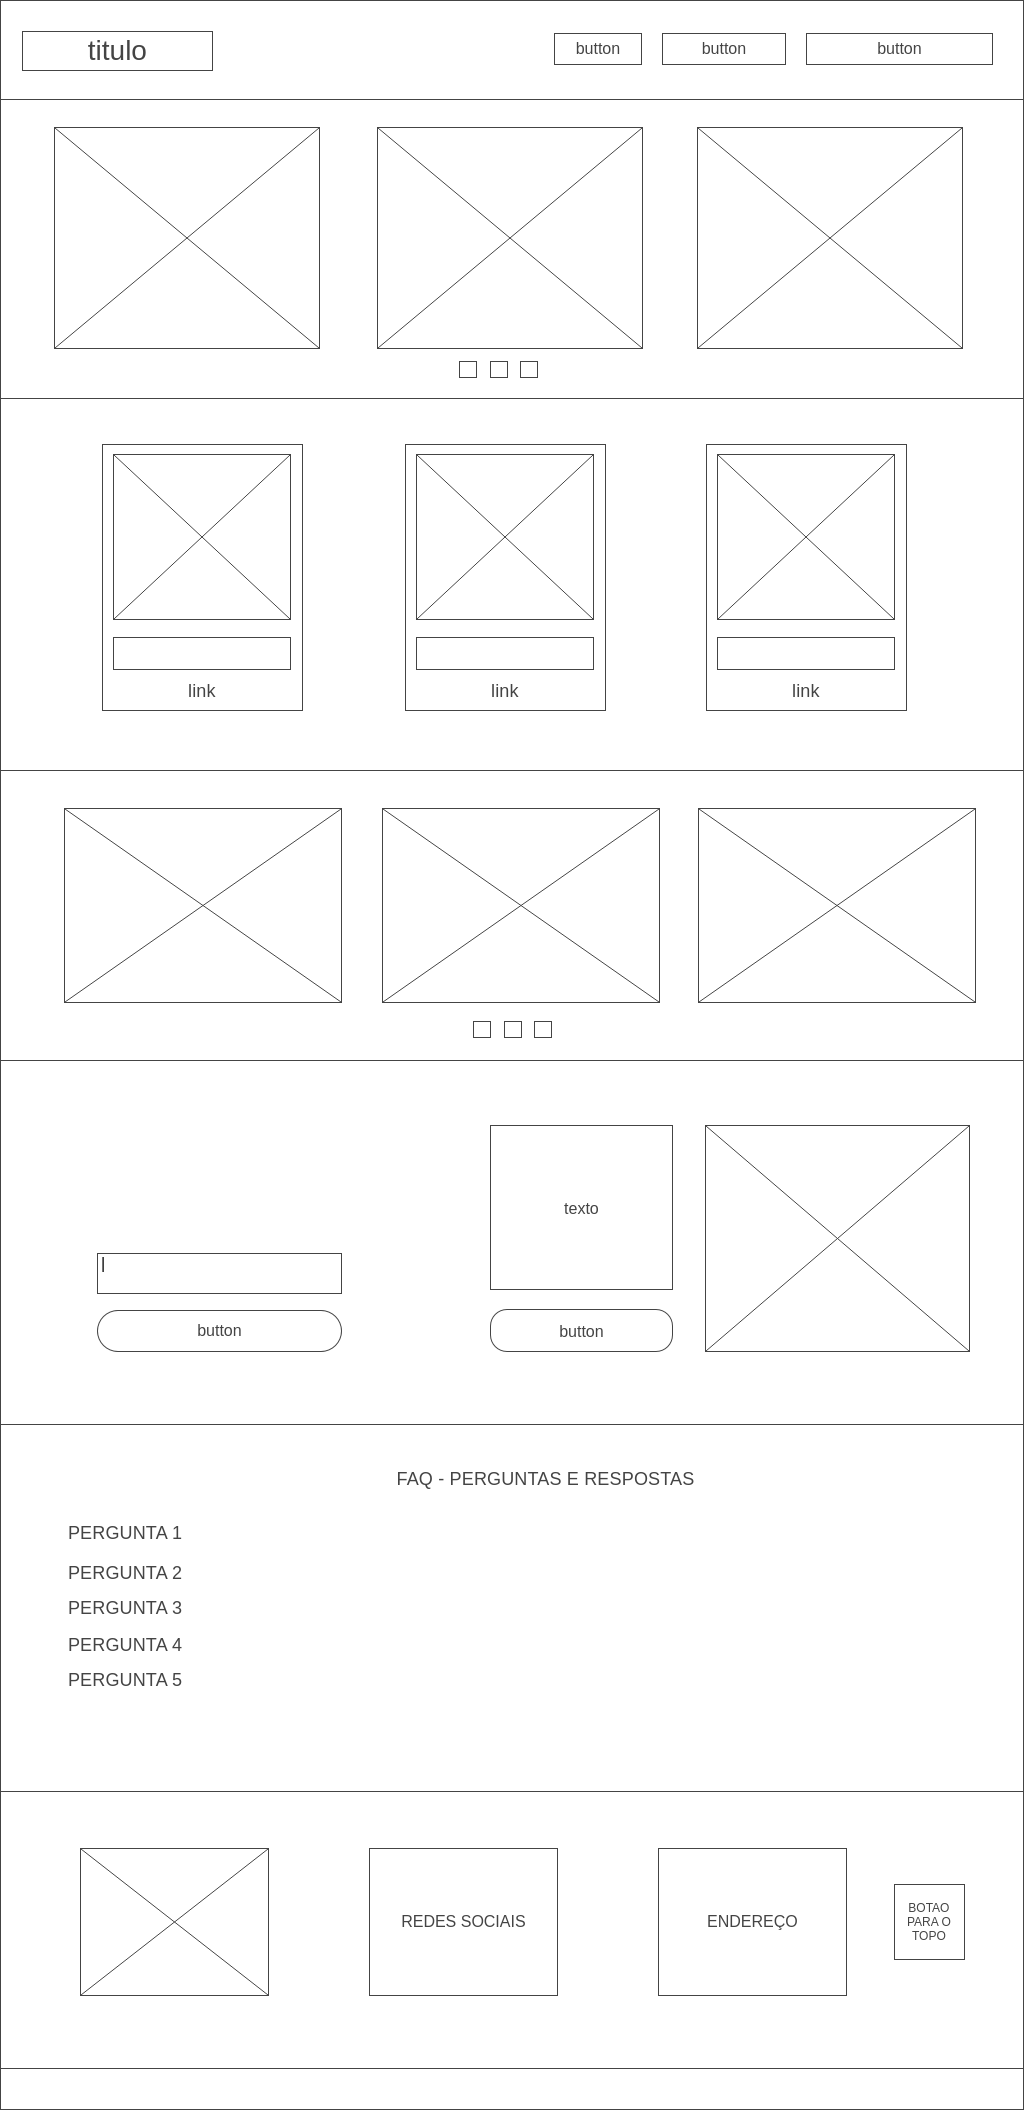 titulo
button
button
button
link
link
link
texto
button
button
FAQ - PERGUNTAS E RESPOSTAS
PERGUNTA 1
PERGUNTA 2
PERGUNTA 3
PERGUNTA 4
PERGUNTA 5
REDES SOCIAIS
ENDEREÇO
BOTAO
PARA O
TOPO